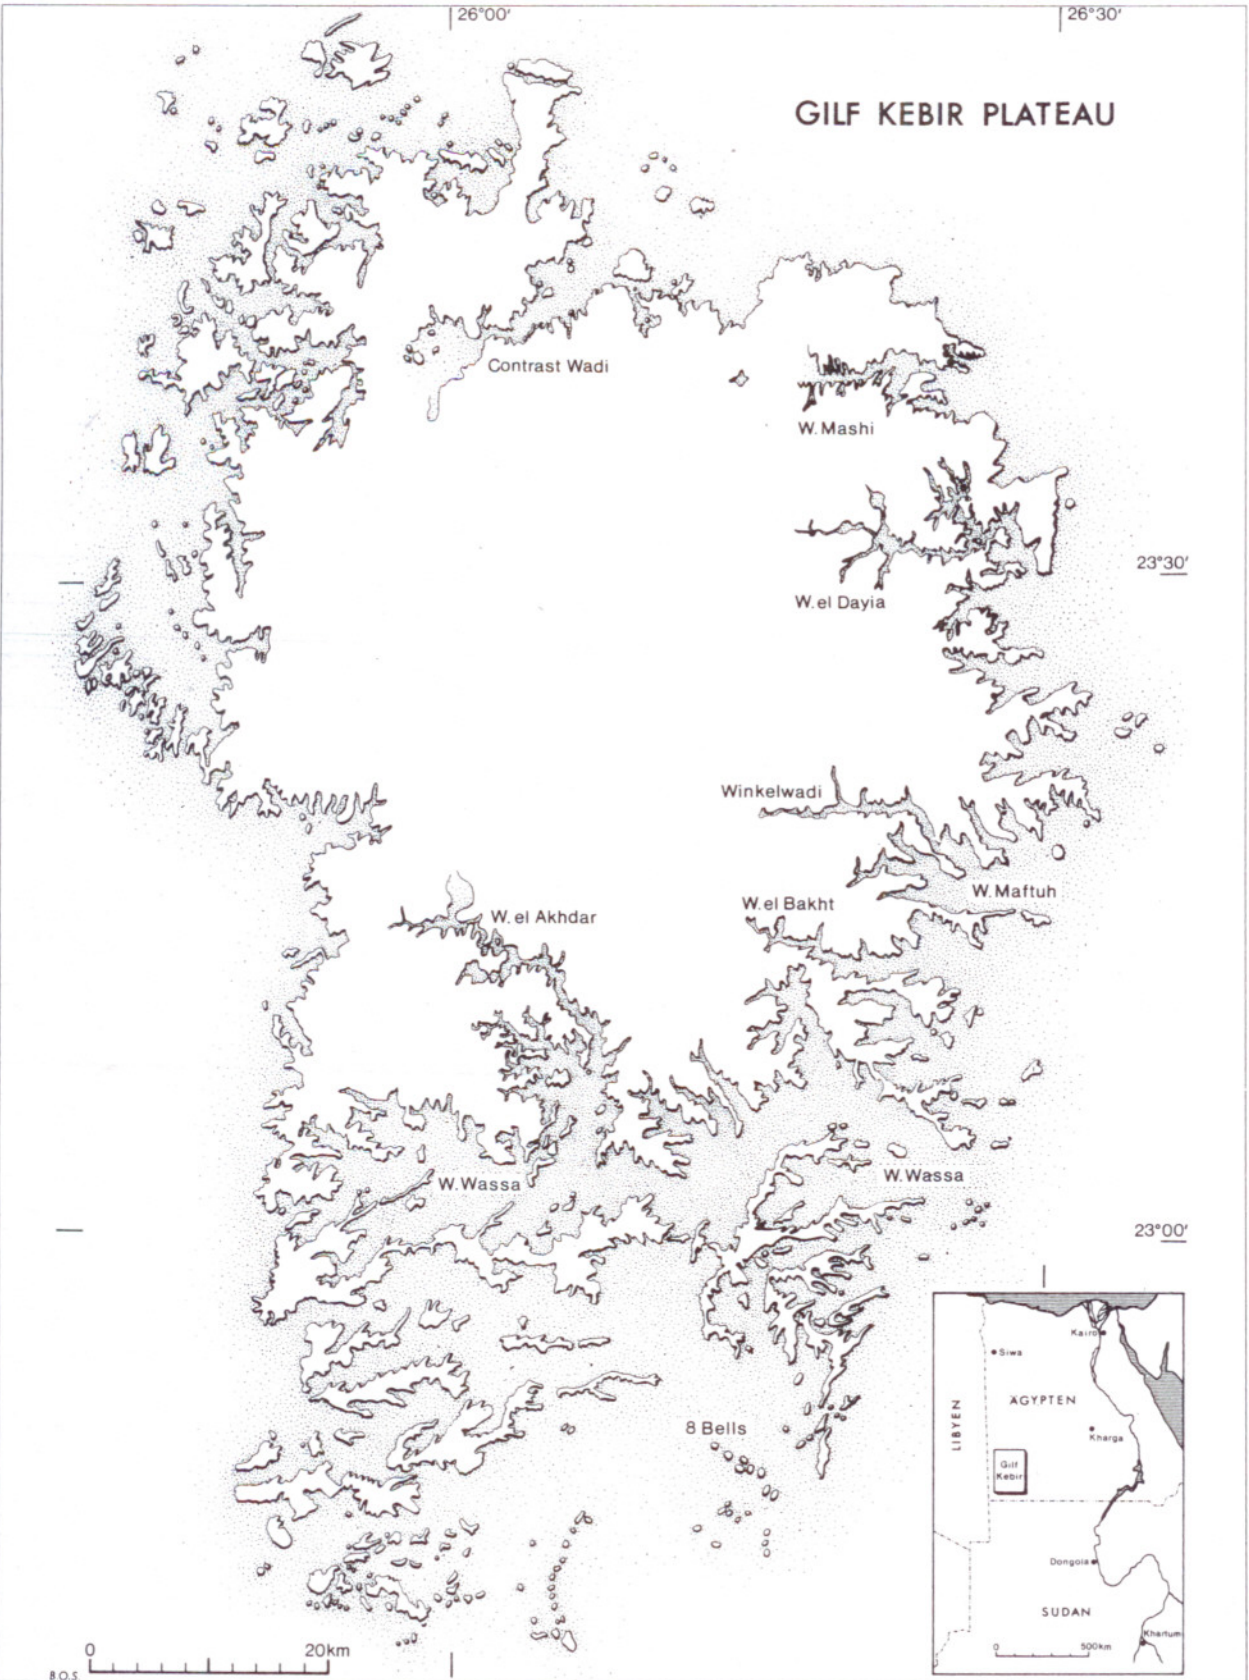 26°00'
26°30'
GILF KEBIR PLATEAU
Contrast Wadi
W. Mashi
23°30'
W. el Dayia
Winkelwadi
W. Maftuh
W. el Bakht
W. el Akhdar
W. Wassa
W. Wassa
23°00'
8 Bells
Kairo
Siwa
ÄGYPTEN
LIBYEN
Kharga
Gilf
Kebir
Dongola
SUDAN
Khartum
0 500km
0 20km
B.O.S.